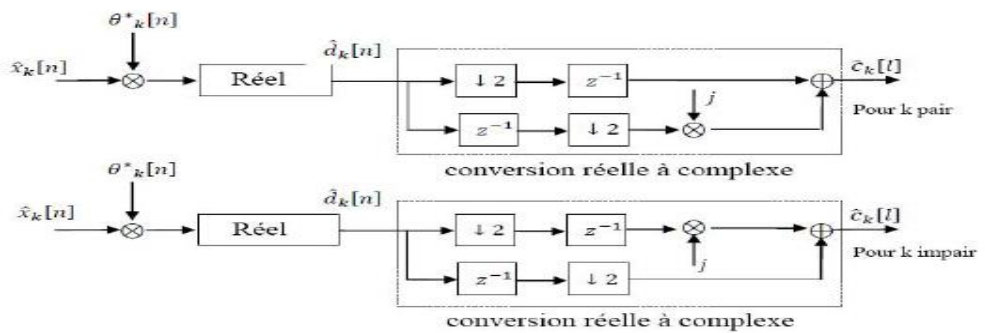 θ*ₖ[n]
x̂ₖ[n]
Réel
d̂ₖ[n]
↓ 2
z⁻¹
ĉₖ[l]
j
Pour k pair
z⁻¹
↓ 2
conversion réelle à complexe
θ*ₖ[n]
x̂ₖ[n]
Réel
d̂ₖ[n]
↓ 2
z⁻¹
ĉₖ[l]
j
Pour k impair
z⁻¹
↓ 2
conversion réelle à complexe